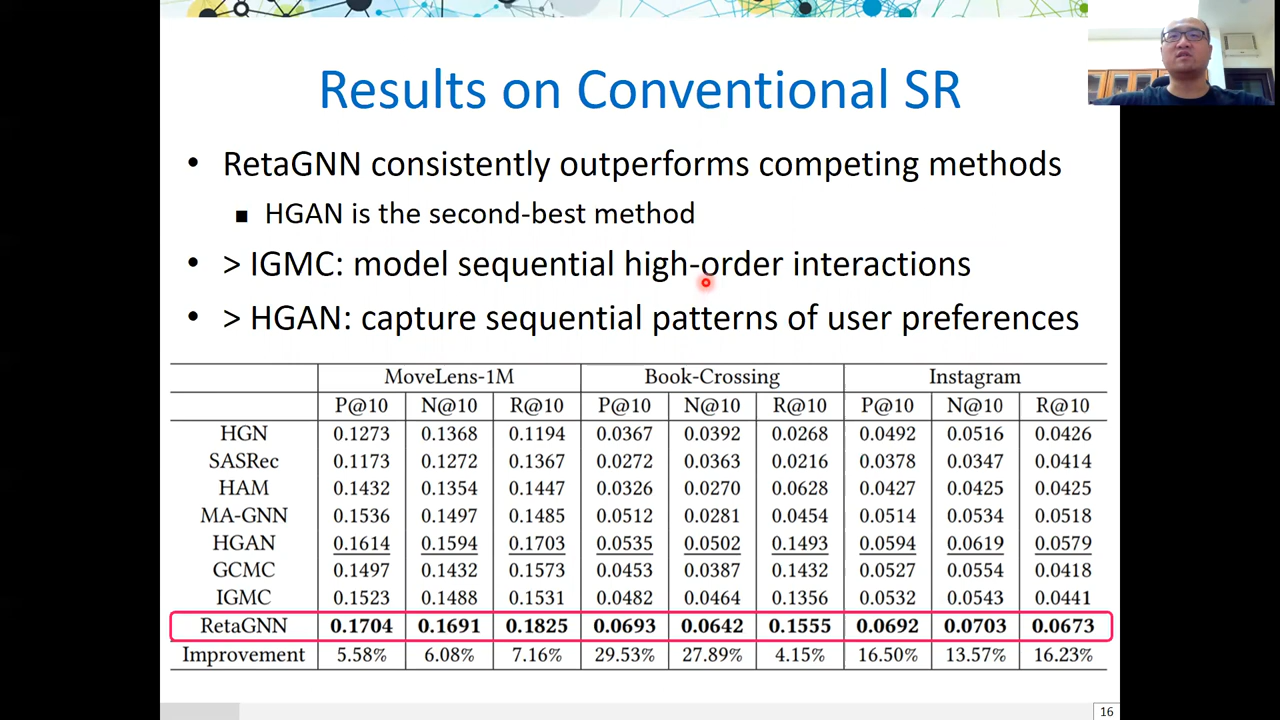 Results on Conventional SR
• RetaGNN consistently outperforms competing methods
■ HGAN is the second-best method
• > IGMC: model sequential high-order interactions
• > HGAN: capture sequential patterns of user preferences
MoveLens-1M Book-Crossing Instagram
P@10 N@10 R@10 P@10 N@10 R@10 P@10 N@10 R@10
HGN 0.1273 0.1368 0.1194 0.0367 0.0392 0.0268 0.0492 0.0516 0.0426
SASRec 0.1173 0.1272 0.1367 0.0272 0.0363 0.0216 0.0378 0.0347 0.0414
HAM 0.1432 0.1354 0.1447 0.0326 0.0270 0.0628 0.0427 0.0425 0.0425
MA-GNN 0.1536 0.1497 0.1485 0.0512 0.0281 0.0454 0.0514 0.0534 0.0518
HGAN 0.1614 0.1594 0.1703 0.0535 0.0502 0.1493 0.0594 0.0619 0.0579
GCMC 0.1497 0.1432 0.1573 0.0453 0.0387 0.1432 0.0527 0.0554 0.0418
IGMC 0.1523 0.1488 0.1531 0.0482 0.0464 0.1356 0.0532 0.0543 0.0441
RetaGNN 0.1704 0.1691 0.1825 0.0693 0.0642 0.1555 0.0692 0.0703 0.0673
Improvement 5.58% 6.08% 7.16% 29.53% 27.89% 4.15% 16.50% 13.57% 16.23%
16